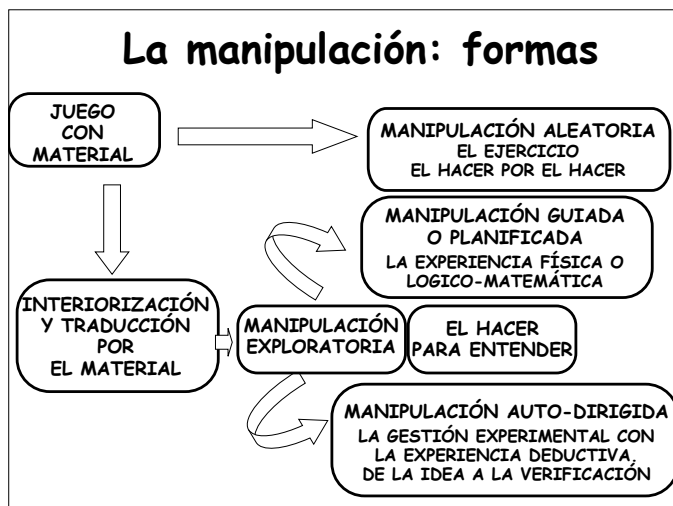 La manipulación: formas
JUEGO
CON
MATERIAL
MANIPULACIÓN ALEATORIA
EL EJERCICIO
EL HACER POR EL HACER
MANIPULACIÓN GUIADA
O PLANIFICADA
LA EXPERIENCIA FÍSICA O
LOGICO-MATEMÁTICA
INTERIORIZACIÓN
Y TRADUCCIÓN
POR
EL MATERIAL
MANIPULACIÓN
EXPLORATORIA
EL HACER
PARA ENTENDER
MANIPULACIÓN AUTO-DIRIGIDA
LA GESTIÓN EXPERIMENTAL CON
LA EXPERIENCIA DEDUCTIVA.
DE LA IDEA A LA VERIFICACIÓN